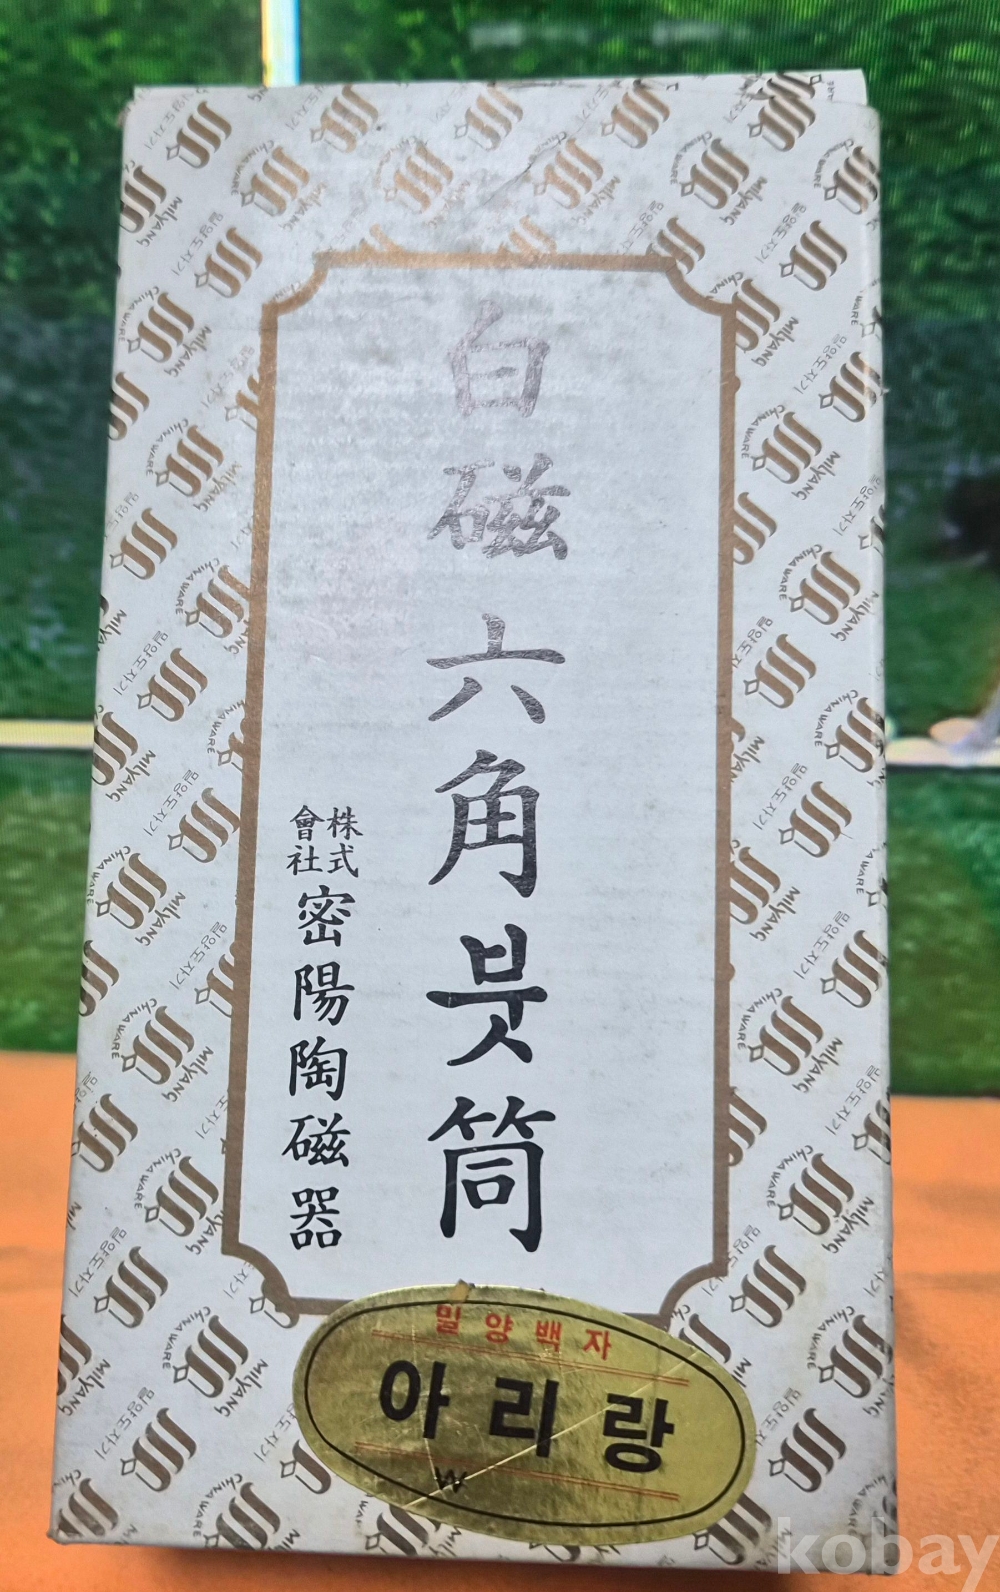 白磁六角붓筒
株式
會社
密陽陶磁器
밀양백자
아리랑
W
밀양도자기
CHINAWARE
MILYANG
kobay